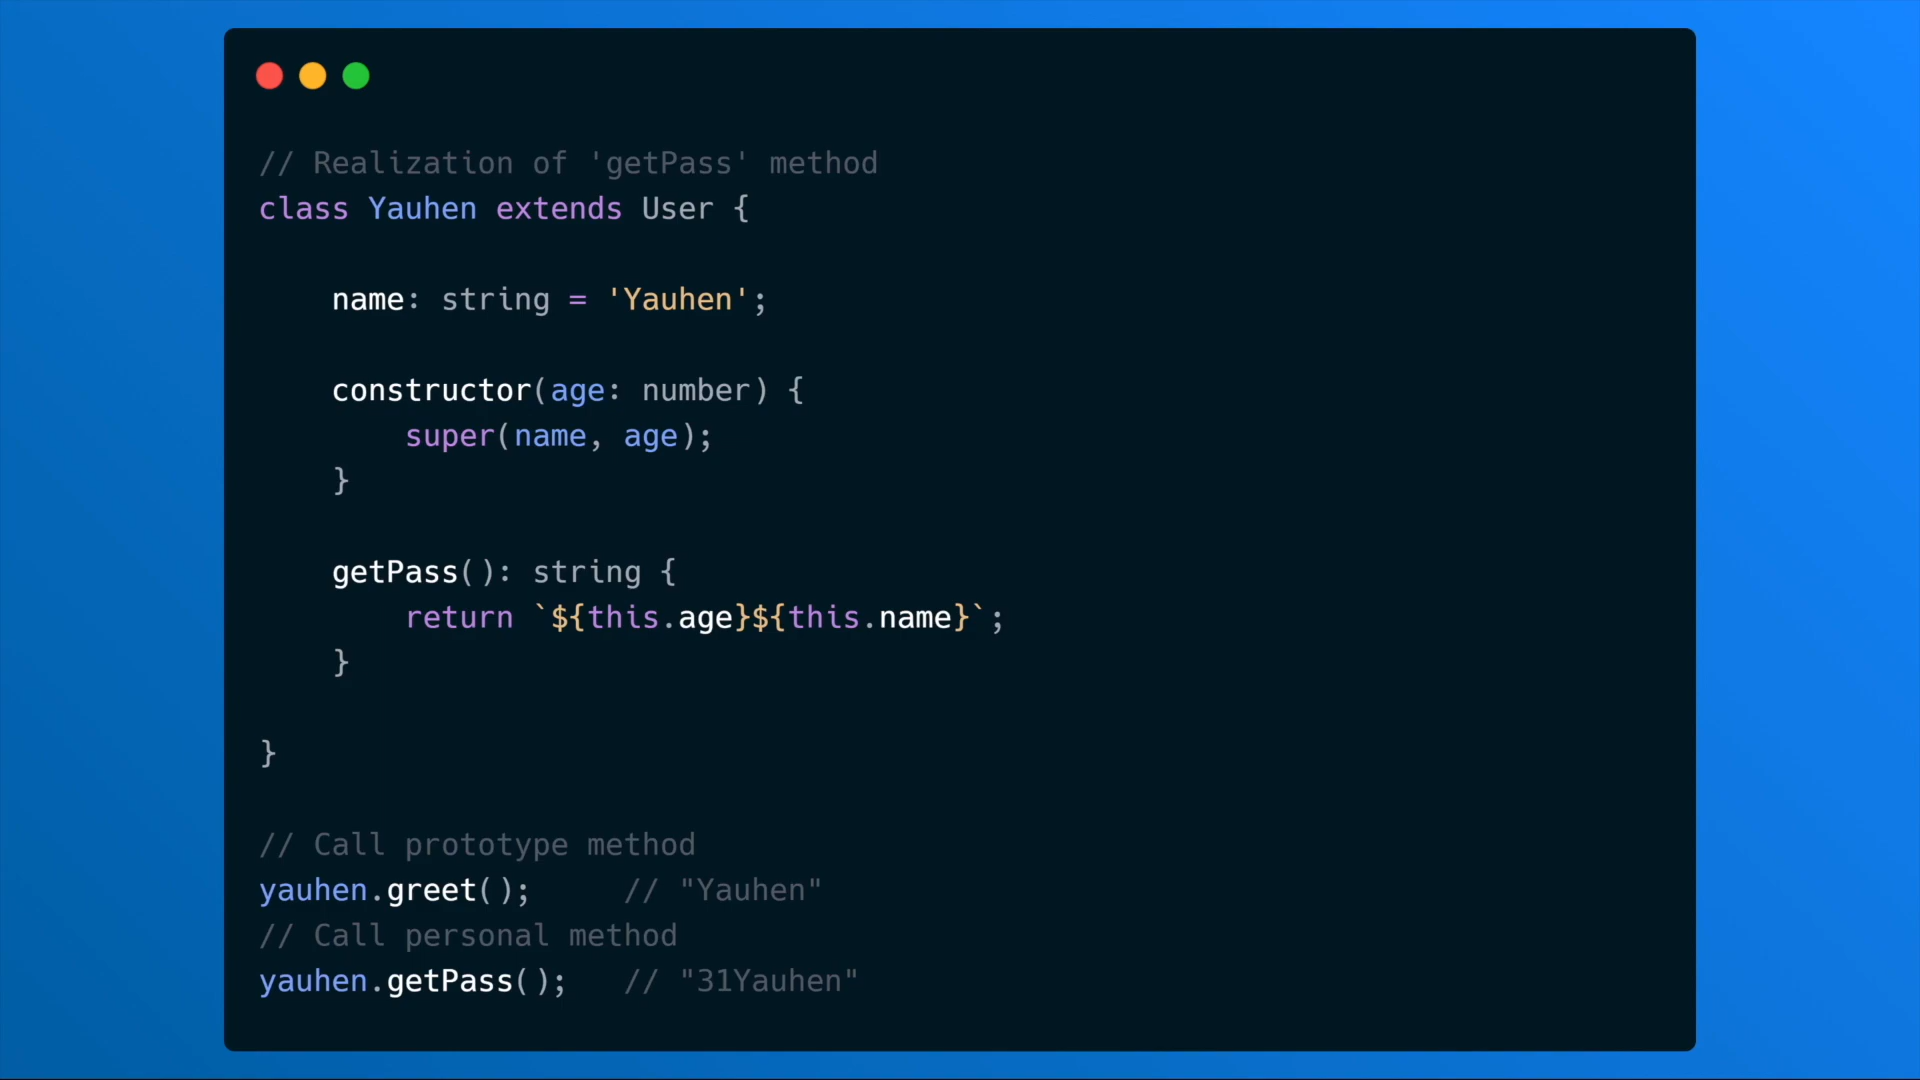 // Realization of 'getPass' method
class Yauhen extends User {
name: string = 'Yauhen';
constructor(age: number) {
super(name, age);
}
getPass(): string {
return `${this.age}${this.name}`;
}
}
// Call prototype method
yauhen.greet();     // "Yauhen"
// Call personal method
yauhen.getPass();   // "31Yauhen"